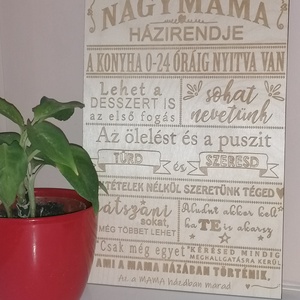 NAGYMAMA
HÁZIRENDJE
A KONYHA 0-24 ÓRÁIG NYITVA VAN
Lehet a
DESSZERT IS
az első fogás
sokat
nevetünk
Az ölelést és a puszit
TŰRD és SZERESD
FELTÉTELEK NÉLKÜL SZERETÜNK TÉGED
Játszani
sokat,
MÉG TÖBBET LEHET
Aludni akkor kell
ha TE is akarsz
"Csak még egyet"
KÉRÉSED MINDIG
MEGHALLGATÁSRA KERÜL
AMI A MAMA HÁZÁBAN TÖRTÉNIK,
Az a MAMA házában marad